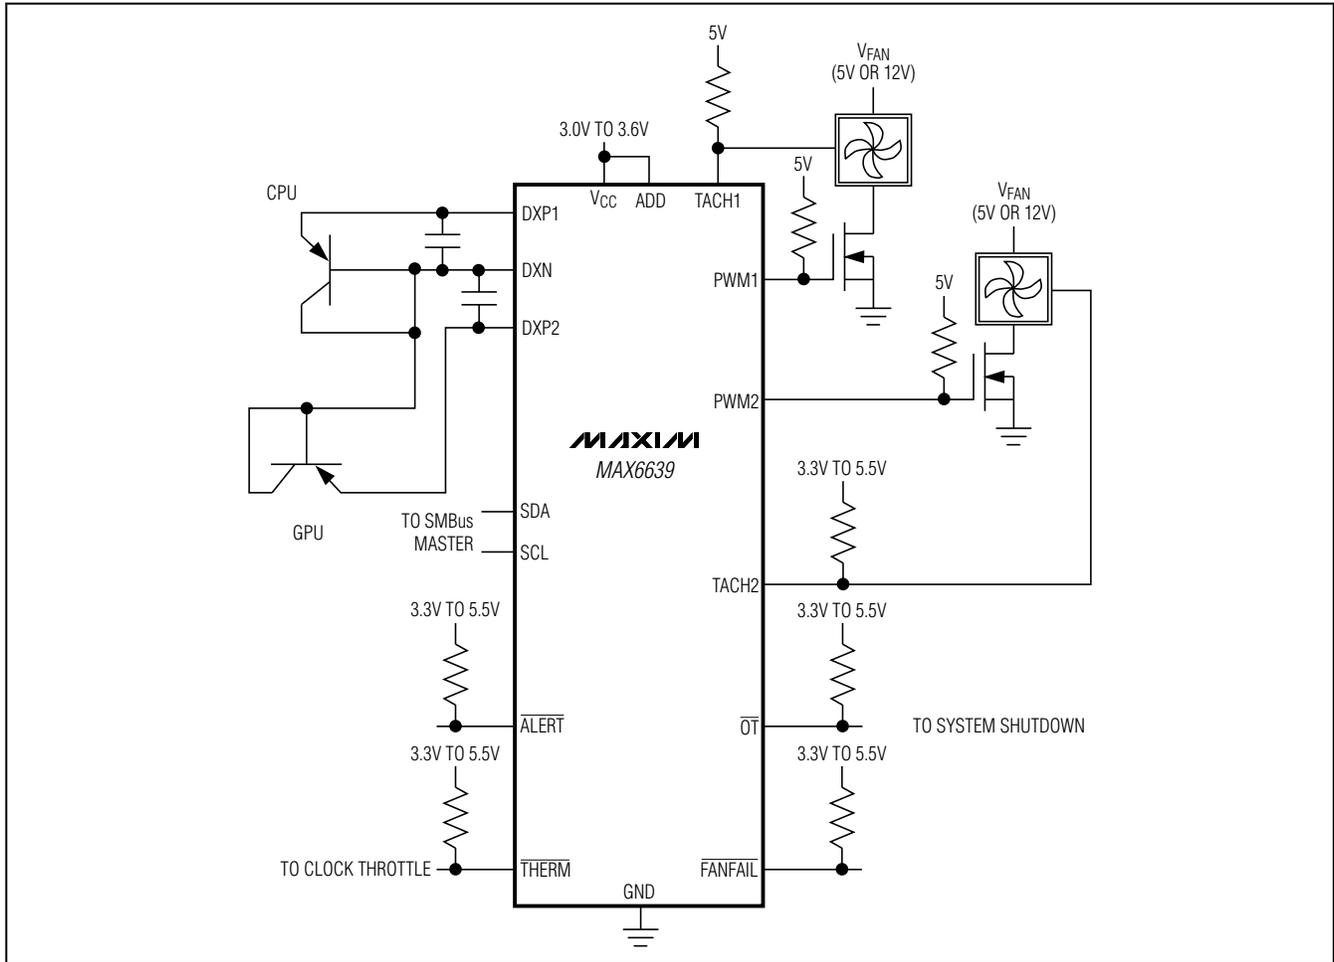 5V
VFAN
(5V OR 12V)
3.0V TO 3.6V
5V
CPU
VCC
ADD
TACH1
VFAN
(5V OR 12V)
DXP1
DXN
PWM1
5V
DXP2
PWM2
MAXIM
MAX6639
3.3V TO 5.5V
SDA
TO SMBus
MASTER
GPU
SCL
TACH2
3.3V TO 5.5V
3.3V TO 5.5V
ALERT
OT
TO SYSTEM SHUTDOWN
3.3V TO 5.5V
3.3V TO 5.5V
TO CLOCK THROTTLE
THERM
FANFAIL
GND